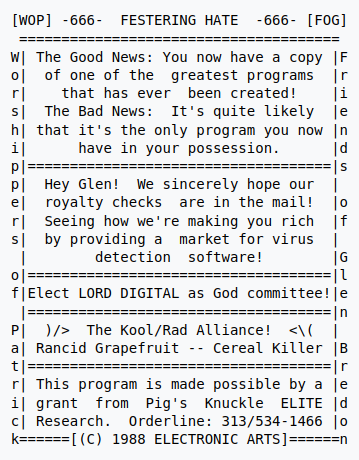 [WOP] -666-  FESTERING HATE  -666- [FOG]
 ======================================
W| The Good News: You now have a copy |F
o|  of one of the  greatest programs  |r
r|    that has ever  been created!    |i
s|  The Bad News:  It's quite likely  |e
h| that it's the only program you now |n
i|      have in your possession.      |d
p|====================================|s
p|  Hey Glen!  We sincerely hope our  |
e|  royalty checks  are in the mail!  |o
r|  Seeing how we're making you rich  |f
s|  by providing a  market for virus  |
 |        detection  software!        |G
o|====================================|l
f|Elect LORD DIGITAL as God committee!|e
 |====================================|n
P|  )/>  The Kool/Rad Alliance!  <\(  |
a| Rancid Grapefruit -- Cereal Killer |B
t|====================================|r
r| This program is made possible by a |e
i| grant  from  Pig's  Knuckle  ELITE |d
c| Research.  Orderline: 313/534-1466 |o
k======[(C) 1988 ELECTRONIC ARTS]======n